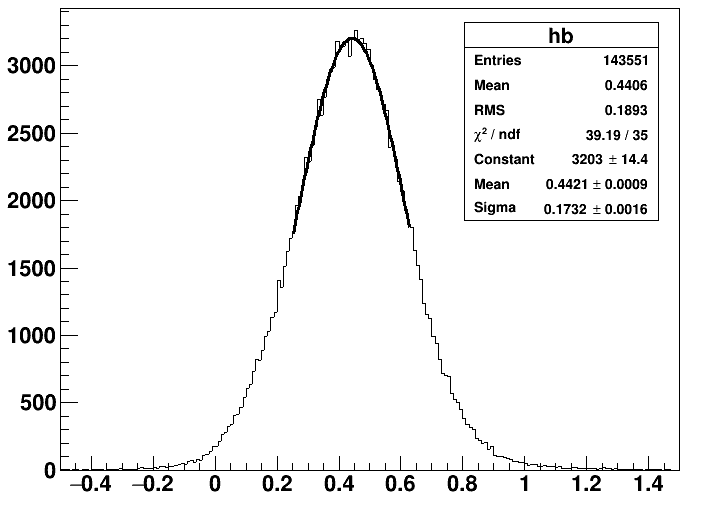 hb
Entries 143551
Mean 0.4406
RMS 0.1893
χ² / ndf 39.19 / 35
Constant 3203 ± 14.4
Mean 0.4421 ± 0.0009
Sigma 0.1732 ± 0.0016
3000
2500
2000
1500
1000
500
0
−0.4 −0.2 0 0.2 0.4 0.6 0.8 1 1.2 1.4